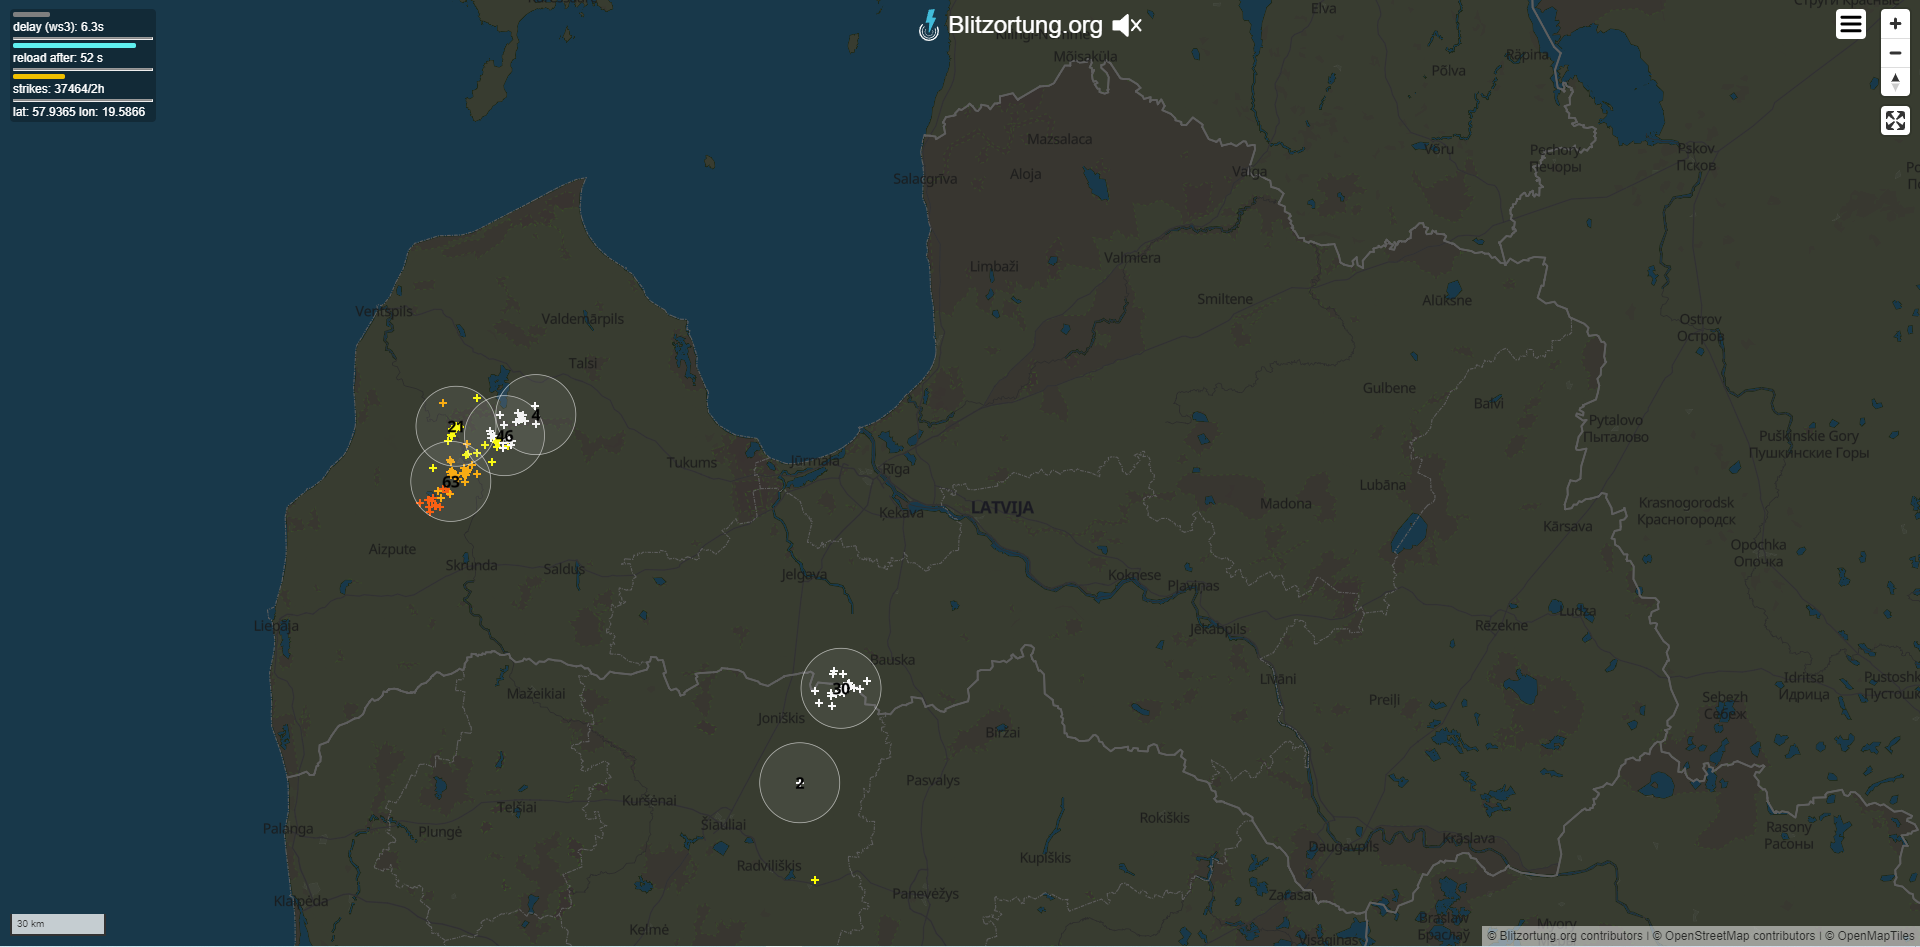 delay (ws3): 6.3s
reload after: 52 s
strikes: 37464/2h
lat: 57.9365 lon: 19.5866
Blitzortung.org
Elva
Mõisaküla
Põlva
Räpina
Mazsalaca
Võru
Pechory
Печоры
Pskov
Псков
Salacgrīva
Aloja
Valga
Limbaži
Valmiera
Smiltene
Alūksne
Ventspils
Valdemārpils
Ostrov
Остров
Talsi
Gulbene
Balvi
Pytalovo
Пыталово
Pushkinskie Gory
Пушкинские Горы
4
21
46
63
Tukums
Jūrmala
Rīga
Ķekava
LATVIJA
Madona
Lubāna
Krasnogorodsk
Красногородск
Kārsava
Opochka
Опочка
Aizpute
Skrunda
Saldus
Jelgava
Koknese
Pļaviņas
Liepāja
Jēkabpils
Rēzekne
Ludza
Bauska
30
Līvāni
Preiļi
Idritsa
Идрица
Sebezh
Себеж
Mažeikiai
Joniškis
Biržai
2
Pasvalys
Telšiai
Kuršėnai
Šiauliai
Palanga
Plungė
Rokiškis
Daugavpils
Krāslava
Rasony
Расоны
Radviliškis
Kupiškis
Panevėžys
Zarasai
Klaipėda
Kelmė
Braslaw
Браслаў
Visaginas
30 km
© Blitzortung.org contributors | © OpenStreetMap contributors | © OpenMapTiles